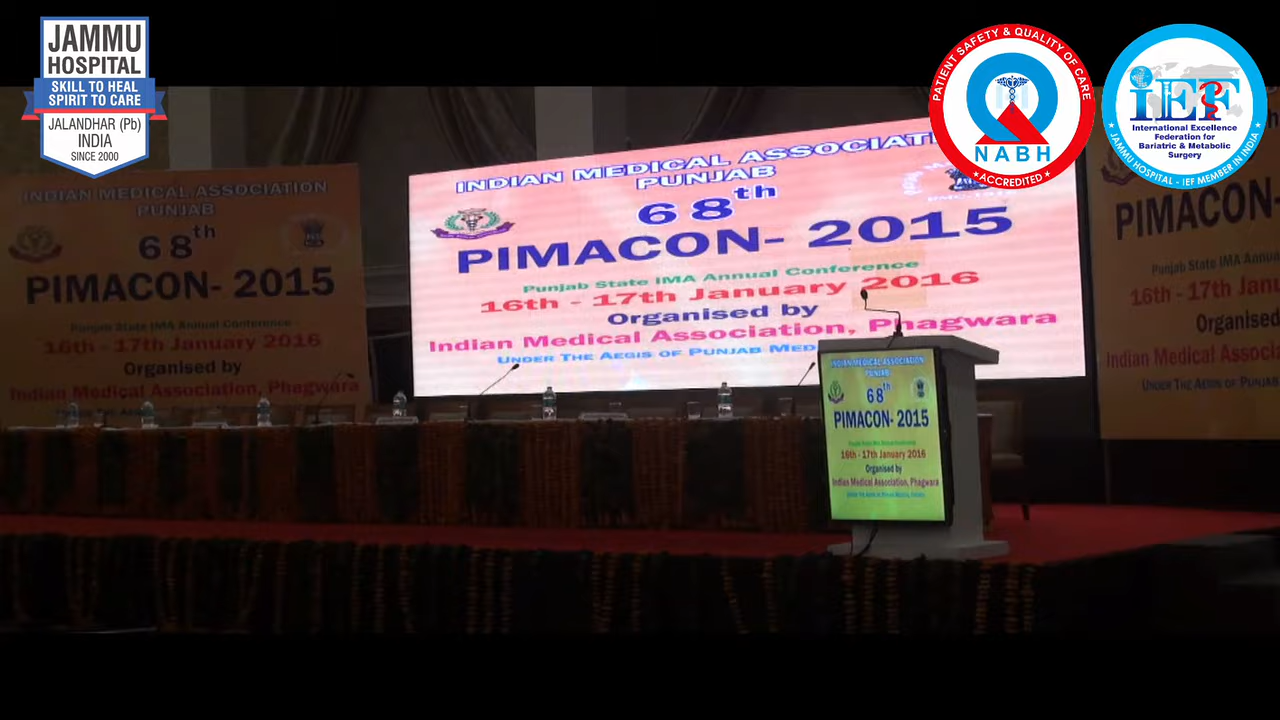 JAMMU
HOSPITAL
SKILL TO HEAL
SPIRIT TO CARE
JALANDHAR (Pb)
INDIA
SINCE 2000
PATIENT SAFETY & QUALITY OF CARE
NABH
ACCREDITED
iEF
International Excellence
Federation for
Bariatric & Metabolic
Surgery
JAMMU HOSPITAL - IEF MEMBER IN INDIA
INDIAN MEDICAL ASSOCIATION
PUNJAB
68th
PIMACON- 2015
Punjab State IMA Annual Conference
16th - 17th January 2016
Organised by
Indian Medical Association, Phagwara
INDIAN MEDICAL ASSOCIAT
PUNJAB
68th
PIMACON- 2015
Punjab State IMA Annual Conference
16th - 17th January 2016
Organised by
Indian Medical Association, Phagwara
UNDER THE AEGIS OF PUNJAB MED
INDIAN MEDICAL ASSOCIATION
PUNJAB
68th
PIMACON- 2015
Punjab State IMA Annual Conference
16th - 17th January 2016
Organised by
Indian Medical Association, Phagwara
PIMACON-
Punjab State IMA Annua
16th - 17th Janu
Organised
Indian Medical Associa
UNDER THE AEGIS OF PUNJAB